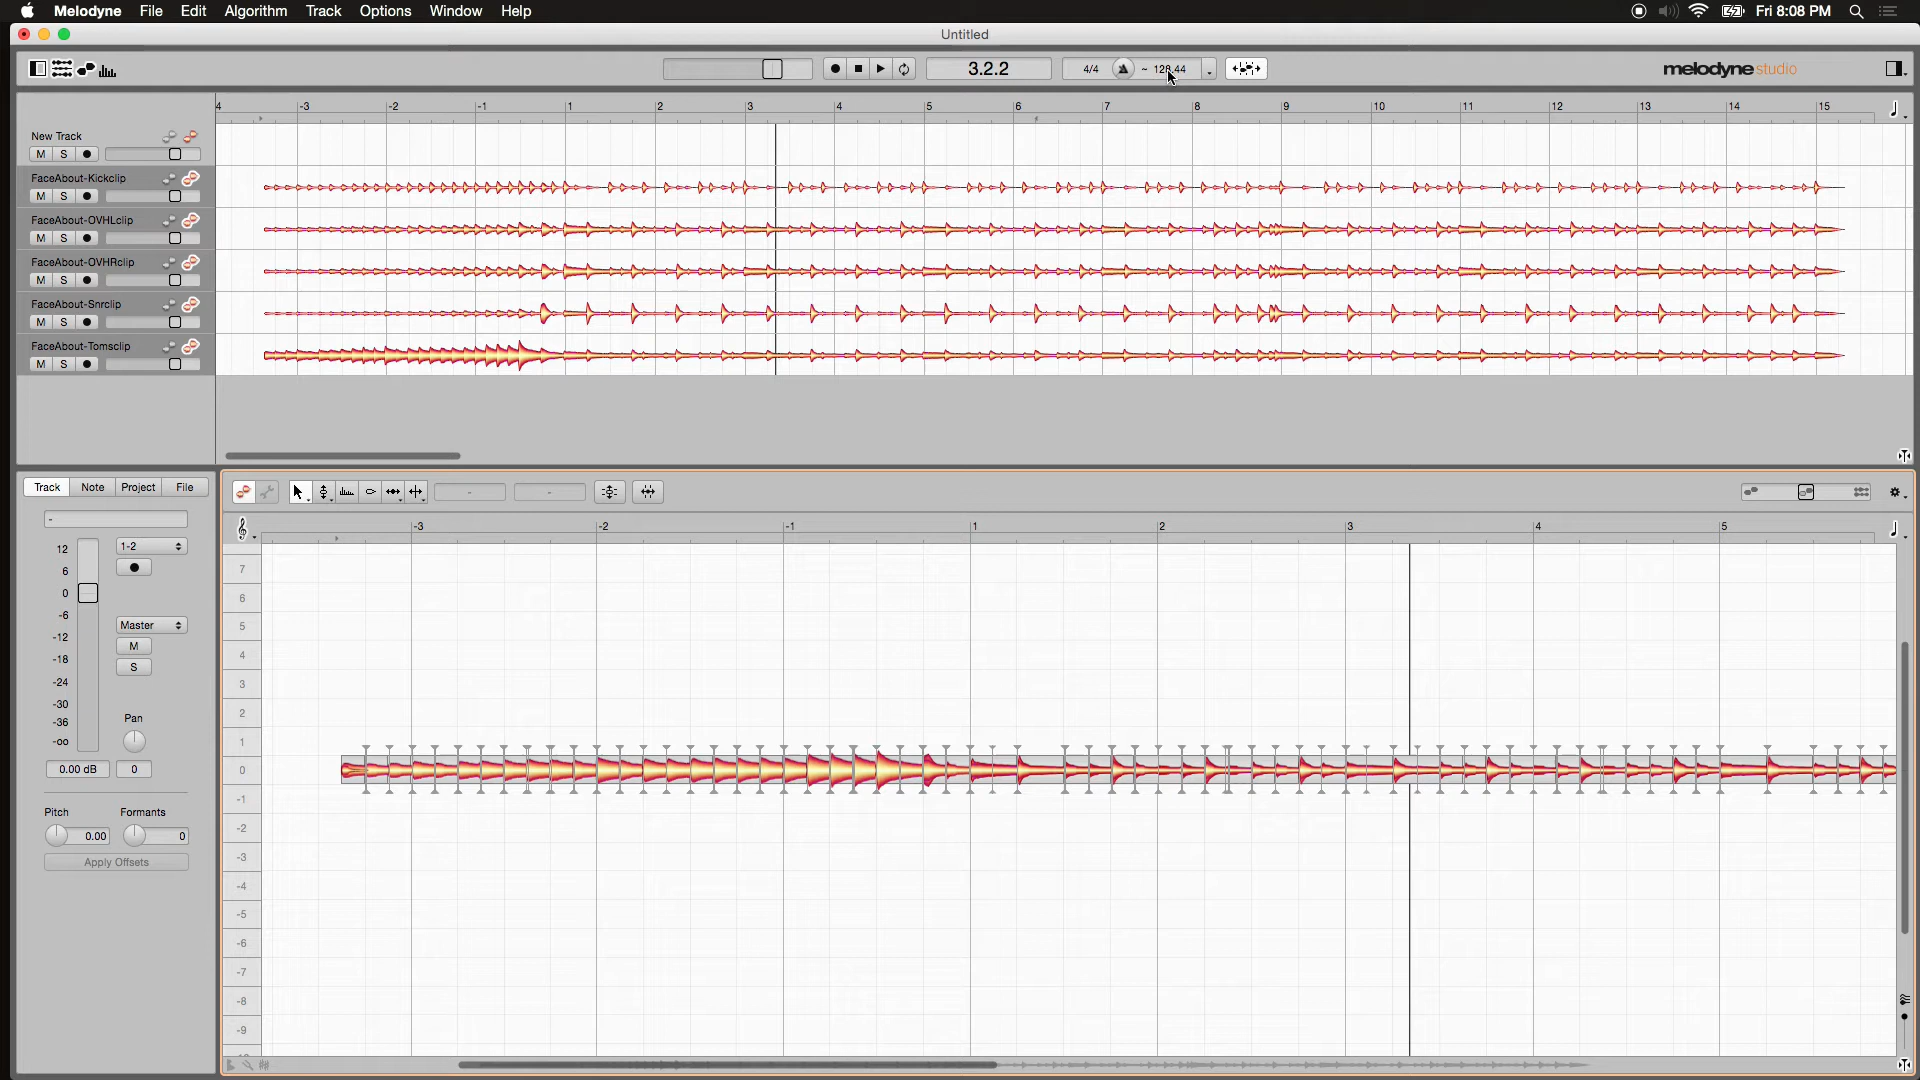 Melodyne File Edit Algorithm Track Options Window Help Fri 8:08 PM
Untitled
3.2.2 4/4 ~ 128.44 melodyne studio
4 -3 -2 -1 1 2 3 4 5 6 7 8 9 10 11 12 13 14 15
New Track
M S
FaceAbout-Kickclip
M S
FaceAbout-OVHLclip
M S
FaceAbout-OVHRclip
M S
FaceAbout-Snrclip
M S
FaceAbout-Tomsclip
M S
Track Note Project File
-
- -
-3 -2 -1 1 2 3 4 5
12
6
0
-6
-12
-18
-24
-30
-36
-oo
1-2
Master
M
S
Pan
0.00 dB 0
Pitch Formants
0.00 0
Apply Offsets
7
6
5
4
3
2
1
0
-1
-2
-3
-4
-5
-6
-7
-8
-9